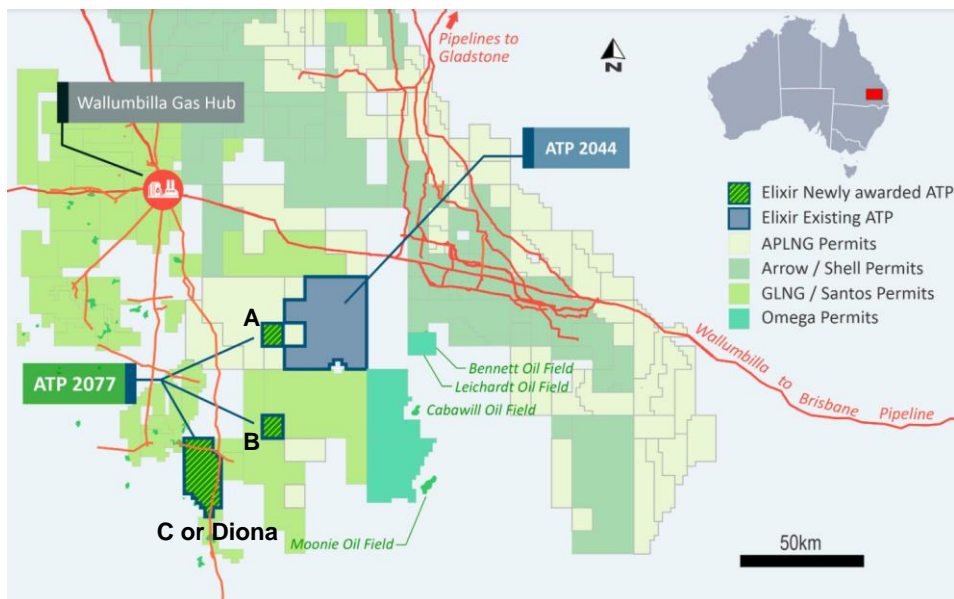 Pipelines to
Gladstone
N
Wallumbilla Gas Hub
ATP 2044
Elixir Newly awarded ATP
Elixir Existing ATP
APLNG Permits
Arrow / Shell Permits
GLNG / Santos Permits
Omega Permits
A
ATP 2077
B
C or Diona
Bennett Oil Field
Leichardt Oil Field
Cabawill Oil Field
Moonie Oil Field
Wallumbilla to Brisbane Pipeline
50km